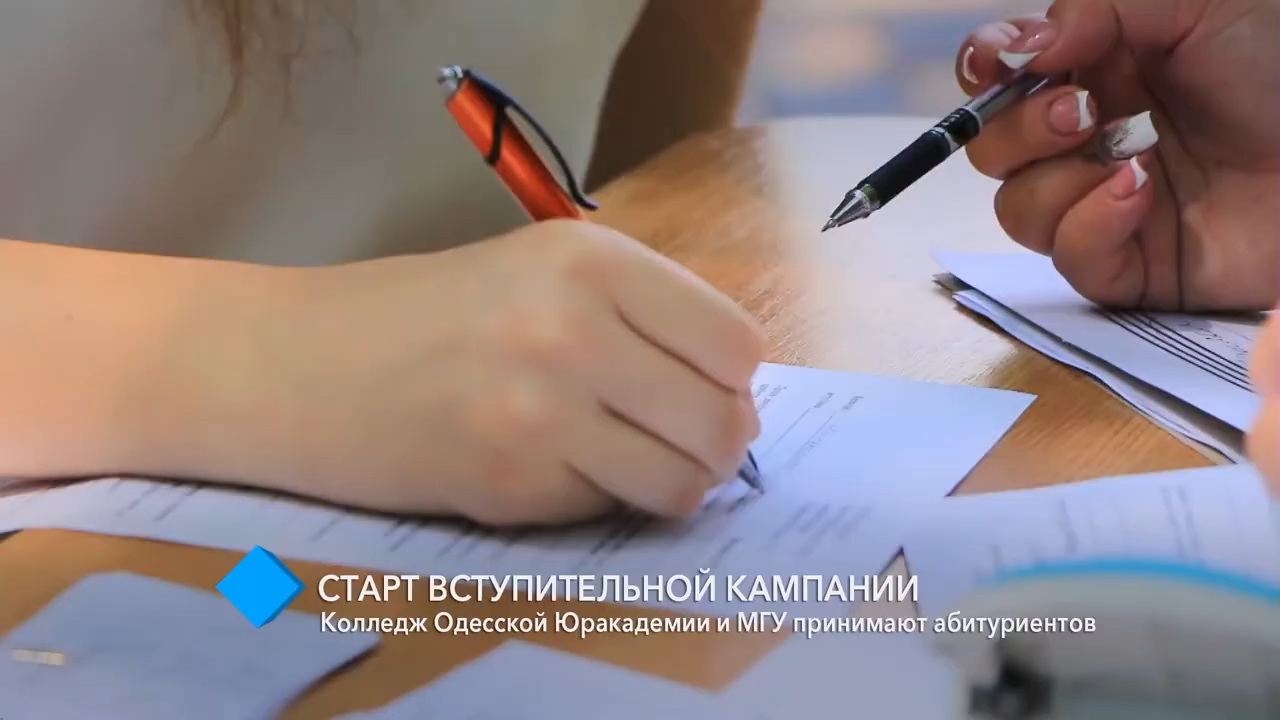 СТАРТ ВСТУПИТЕЛЬНОЙ КАМПАНИИ
Колледж Одесской Юракадемии и МГУ принимают абитуриентов